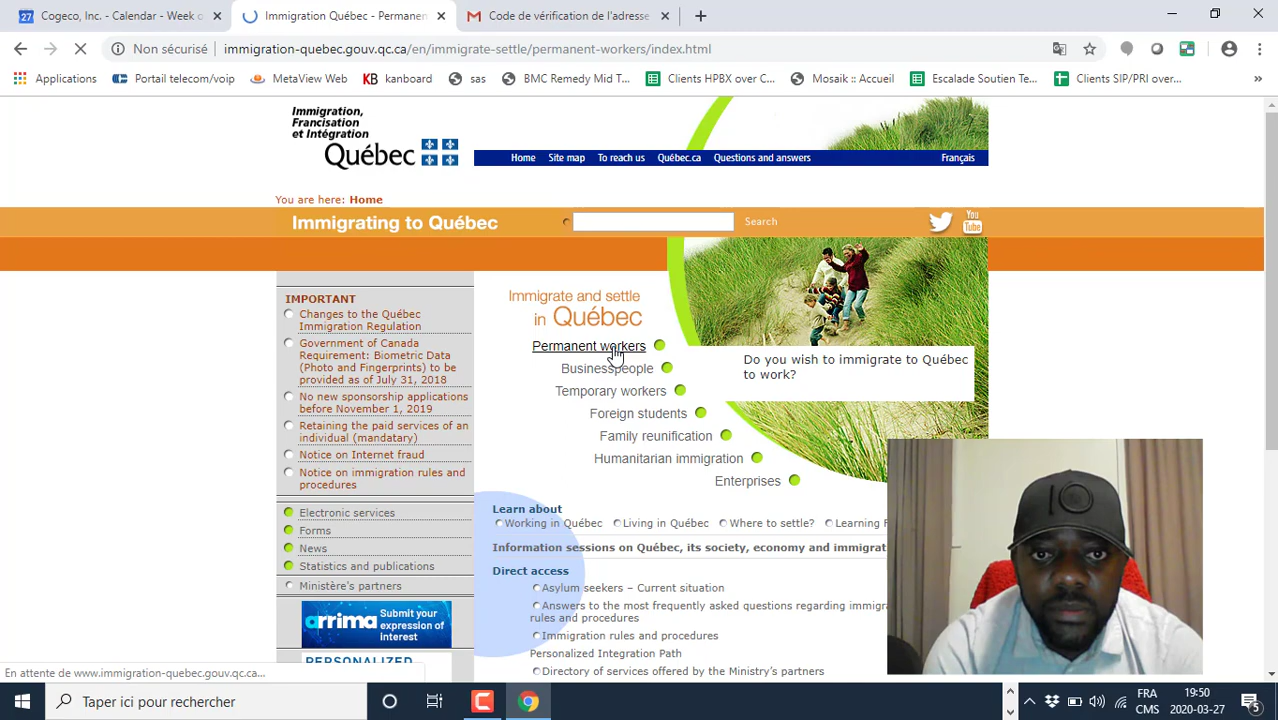 Cogeco, Inc. - Calendar - Week o
Immigration Québec - Permanen
Code de vérification de l'adresse
Non sécurisé
immigration-quebec.gouv.qc.ca/en/immigrate-settle/permanent-workers/index.html
Applications
Portail telecom/voip
MetaView Web
KB kanboard
sas
BMC Remedy Mid T...
Clients HPBX over C...
Mosaik :: Accueil
Escalade Soutien Te...
Clients SIP/PRI over...
Immigration,
Francisation
et Intégration
Québec
Home
Site map
To reach us
Québec.ca
Questions and answers
Français
You are here: Home
Immigrating to Québec
Search
You
Tube
IMPORTANT
Changes to the Québec
Immigration Regulation
Government of Canada
Requirement: Biometric Data
(Photo and Fingerprints) to be
provided as of July 31, 2018
No new sponsorship applications
before November 1, 2019
Retaining the paid services of an
individual (mandatory)
Notice on Internet fraud
Notice on immigration rules and
procedures
Electronic services
Forms
News
Statistics and publications
Ministère's partners
arrima
Submit your
expression of
interest
PERSONALIZED
Immigrate and settle
in Québec
Permanent workers
Businesspeople
Temporary workers
Foreign students
Family reunification
Humanitarian immigration
Enterprises
Do you wish to immigrate to Québec
to work?
Learn about
Working in Québec
Living in Québec
Where to settle?
Learning F
Information sessions on Québec, its society, economy and immigrat
Direct access
Asylum seekers – Current situation
Answers to the most frequently asked questions regarding immigra
rules and procedures
Immigration rules and procedures
Personalized Integration Path
Directory of services offered by the Ministry's partners
En attente de www.immigration-quebec.gouv.qc.ca...
Taper ici pour rechercher
FRA
CMS
19:50
2020-03-27
5